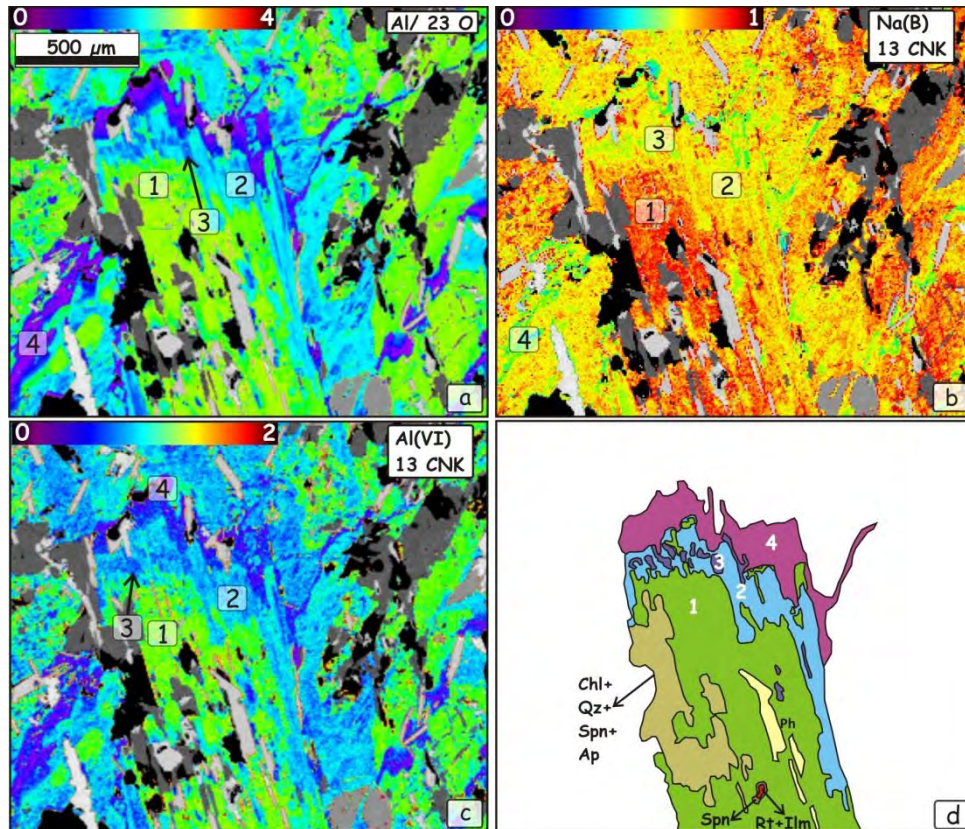 0 4
Al/ 23 O
500 µm
1
2
3
4
a
0 1
Na(B)
13 CNK
3
2
1
4
b
0 2
Al(VI)
13 CNK
4
2
3
1
c
4
3
2
1
Chl+
Qz+
Spn+
Ap
Ph
Spn
Rt+Ilm
d